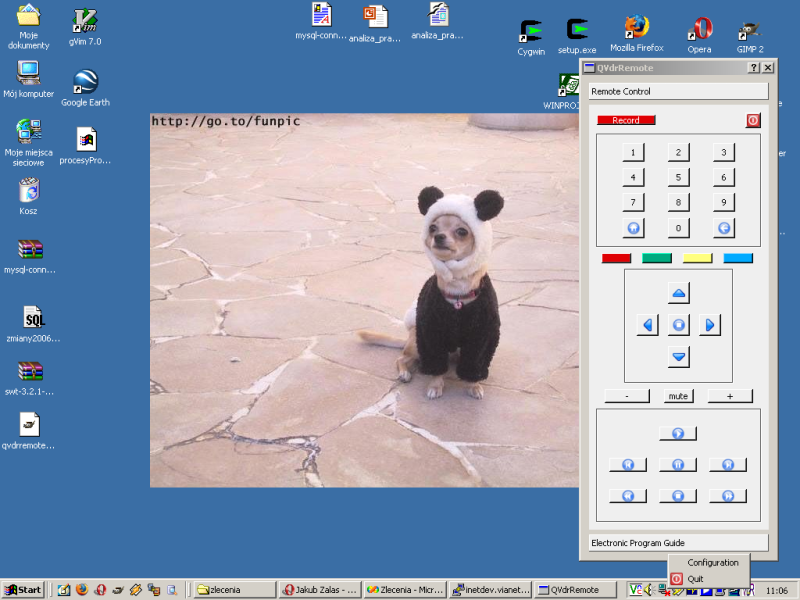 Moje
dokumenty
gVim 7.0
mysql-conn...
analiza_pra...
analiza_pra...
Cygwin
setup.exe
Mozilla Firefox
Opera
GIMP 2
Mój komputer
Google Earth
WINPROJ
QVdrRemote
Remote Control
http://go.to/funpic
Record
Moje miejsca
sieciowe
procesyPro...
1 2 3
4 5 6
7 8 9
0
Kosz
mysql-conn...
SQL
zmiany2006...
swt-3.2.1-...
- mute +
qvdrremote...
Electronic Program Guide
Configuration
Quit
Start
zlecenia
Jakub Zalas - ...
Zlecenia - Micr...
inetdev.vianet...
QVdrRemote
11:06